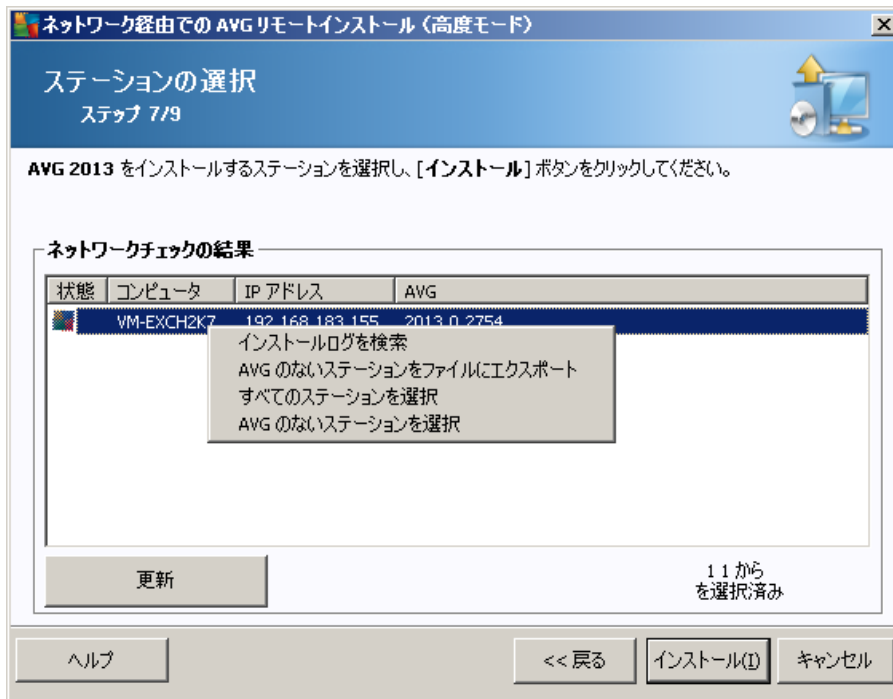 ネットワーク経由での AVG リモートインストール（高度モード）
ステーションの選択
ステップ 7/9
AVG 2013 をインストールするステーションを選択し、[インストール] ボタンをクリックしてください。
ネットワークチェックの結果
状態 コンピュータ IP アドレス AVG
VM-EXCH2K7 192.168.183.155 2013.0.2754
インストールログを検索
AVG のないステーションをファイルにエクスポート
すべてのステーションを選択
AVG のないステーションを選択
更新
1 1 から
を選択済み
ヘルプ
<< 戻る
インストール(I)
キャンセル